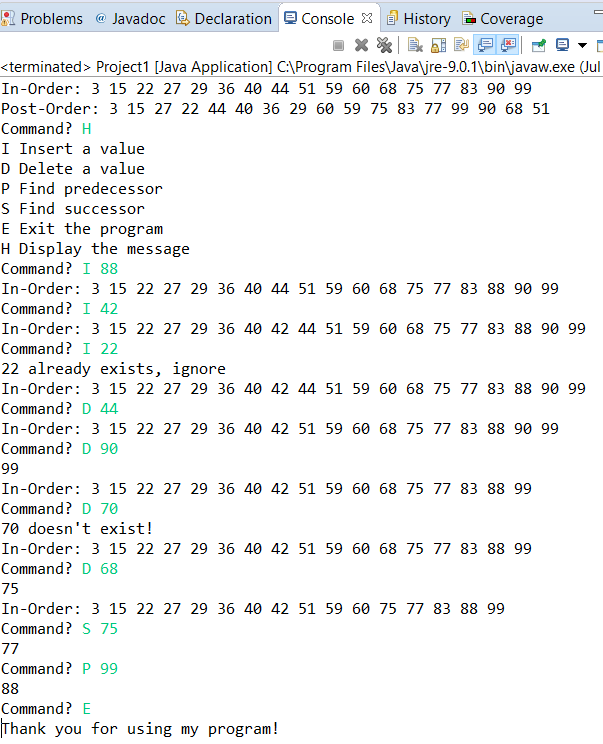 Problems @ Javadoc Declaration Console History Coverage
<terminated> Project1 [Java Application] C:\Program Files\Java\jre-9.0.1\bin\javaw.exe (Jul
In-Order: 3 15 22 27 29 36 40 44 51 59 60 68 75 77 83 90 99
Post-Order: 3 15 27 22 44 40 36 29 60 59 75 83 77 99 90 68 51
Command? H
I Insert a value
D Delete a value
P Find predecessor
S Find successor
E Exit the program
H Display the message
Command? I 88
In-Order: 3 15 22 27 29 36 40 44 51 59 60 68 75 77 83 88 90 99
Command? I 42
In-Order: 3 15 22 27 29 36 40 42 44 51 59 60 68 75 77 83 88 90 99
Command? I 22
22 already exists, ignore
In-Order: 3 15 22 27 29 36 40 42 44 51 59 60 68 75 77 83 88 90 99
Command? D 44
In-Order: 3 15 22 27 29 36 40 42 51 59 60 68 75 77 83 88 90 99
Command? D 90
99
In-Order: 3 15 22 27 29 36 40 42 51 59 60 68 75 77 83 88 99
Command? D 70
70 doesn't exist!
In-Order: 3 15 22 27 29 36 40 42 51 59 60 68 75 77 83 88 99
Command? D 68
75
In-Order: 3 15 22 27 29 36 40 42 51 59 60 75 77 83 88 99
Command? S 75
77
Command? P 99
88
Command? E
Thank you for using my program!